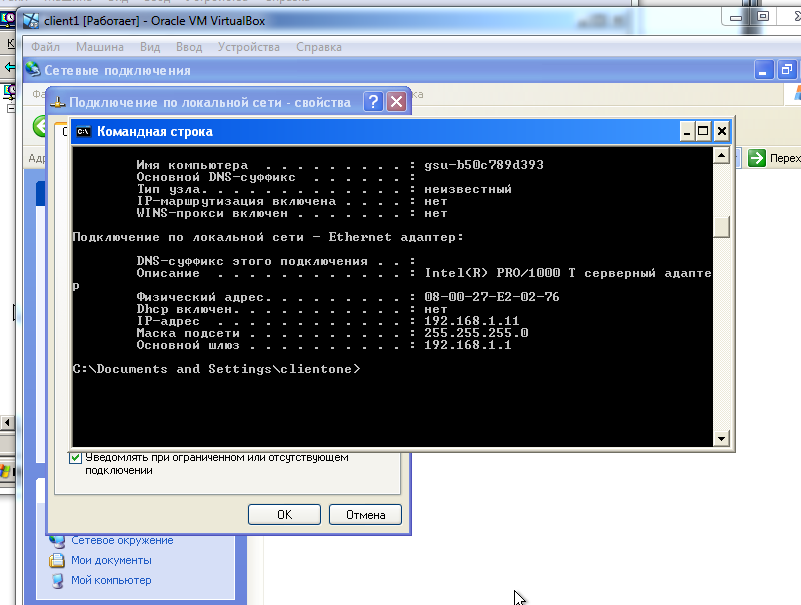 client1 [Работает] - Oracle VM VirtualBox
Файл Машина Вид Ввод Устройства Справка
Сетевые подключения
Подключение по локальной сети - свойства
Командная строка
Имя компьютера . . . . . . . . . : gsu-b50c789d393
Основной DNS-суффикс . . . . . . :
Тип узла. . . . . . . . . . . . . : неизвестный
IP-маршрутизация включена . . . . : нет
WINS-прокси включен . . . . . . . : нет
Подключение по локальной сети - Ethernet адаптер:
DNS-суффикс этого подключения . . :
Описание . . . . . . . . . . . . : Intel(R) PRO/1000 T серверный адапте
р
Физический адрес. . . . . . . . . : 08-00-27-E2-02-76
Dhcp включен. . . . . . . . . . . : нет
IP-адрес . . . . . . . . . . . . : 192.168.1.11
Маска подсети . . . . . . . . . . : 255.255.255.0
Основной шлюз . . . . . . . . . . : 192.168.1.1
C:\Documents and Settings\clientone>
Перех
Уведомлять при ограниченном или отсутствующем
подключении
OK Отмена
Сетевое окружение
Мои документы
Мой компьютер